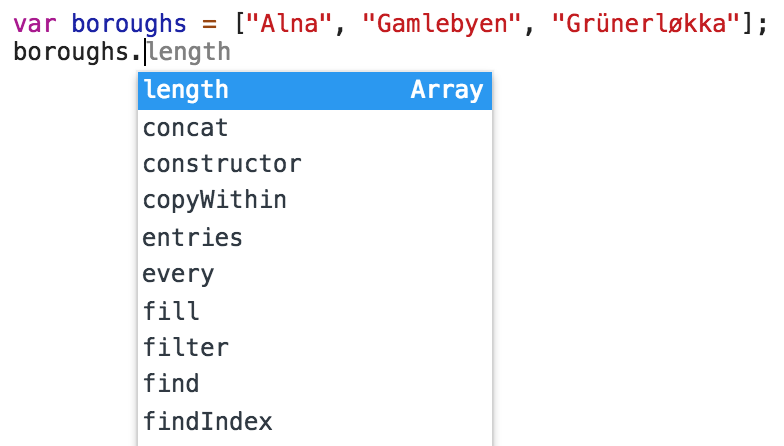 var boroughs = ["Alna", "Gamlebyen", "Grünerløkka"];
boroughs.length
length Array
concat
constructor
copyWithin
entries
every
fill
filter
find
findIndex